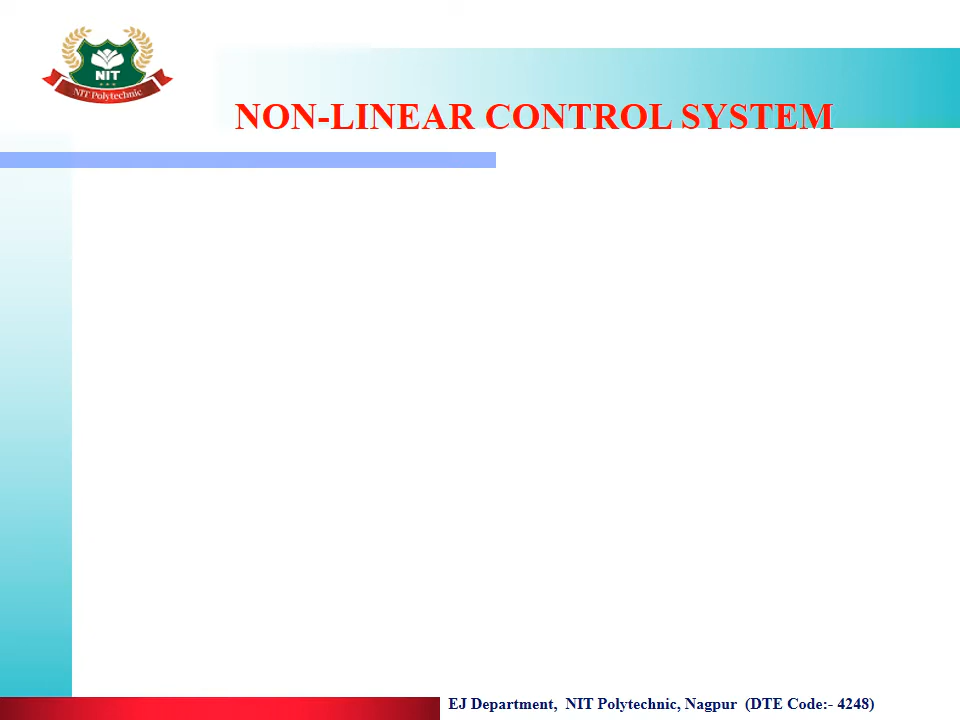 NIT
NIT Polytechnic
NON-LINEAR CONTROL SYSTEM
EJ Department, NIT Polytechnic, Nagpur (DTE Code:- 4248)